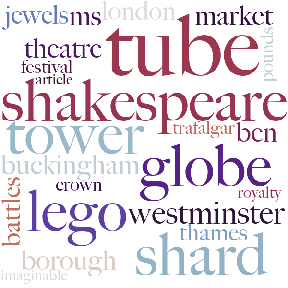 jewels ms london market
theatre tube pounds
festival
article
shakespeare
tower trafalgar ben
buckingham globe
crown royalty
battles lego westminster
thames
borough shard
imaginable